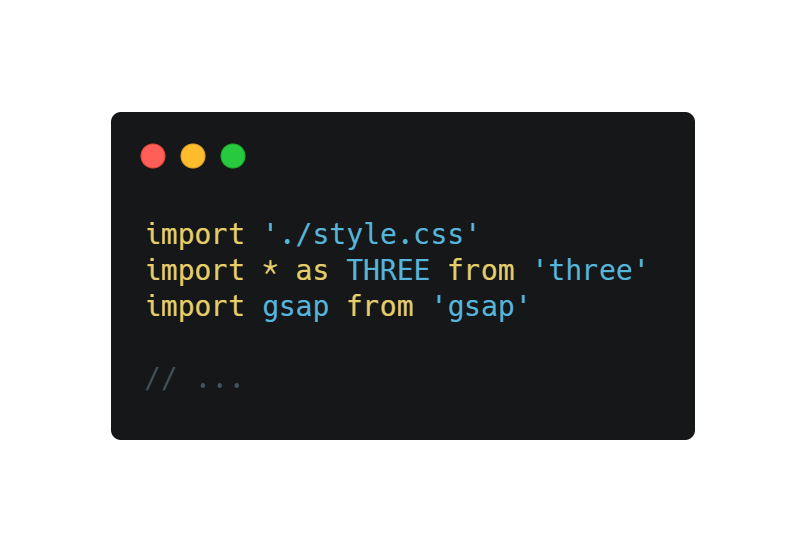 import './style.css'
import * as THREE from 'three'
import gsap from 'gsap'
// ...